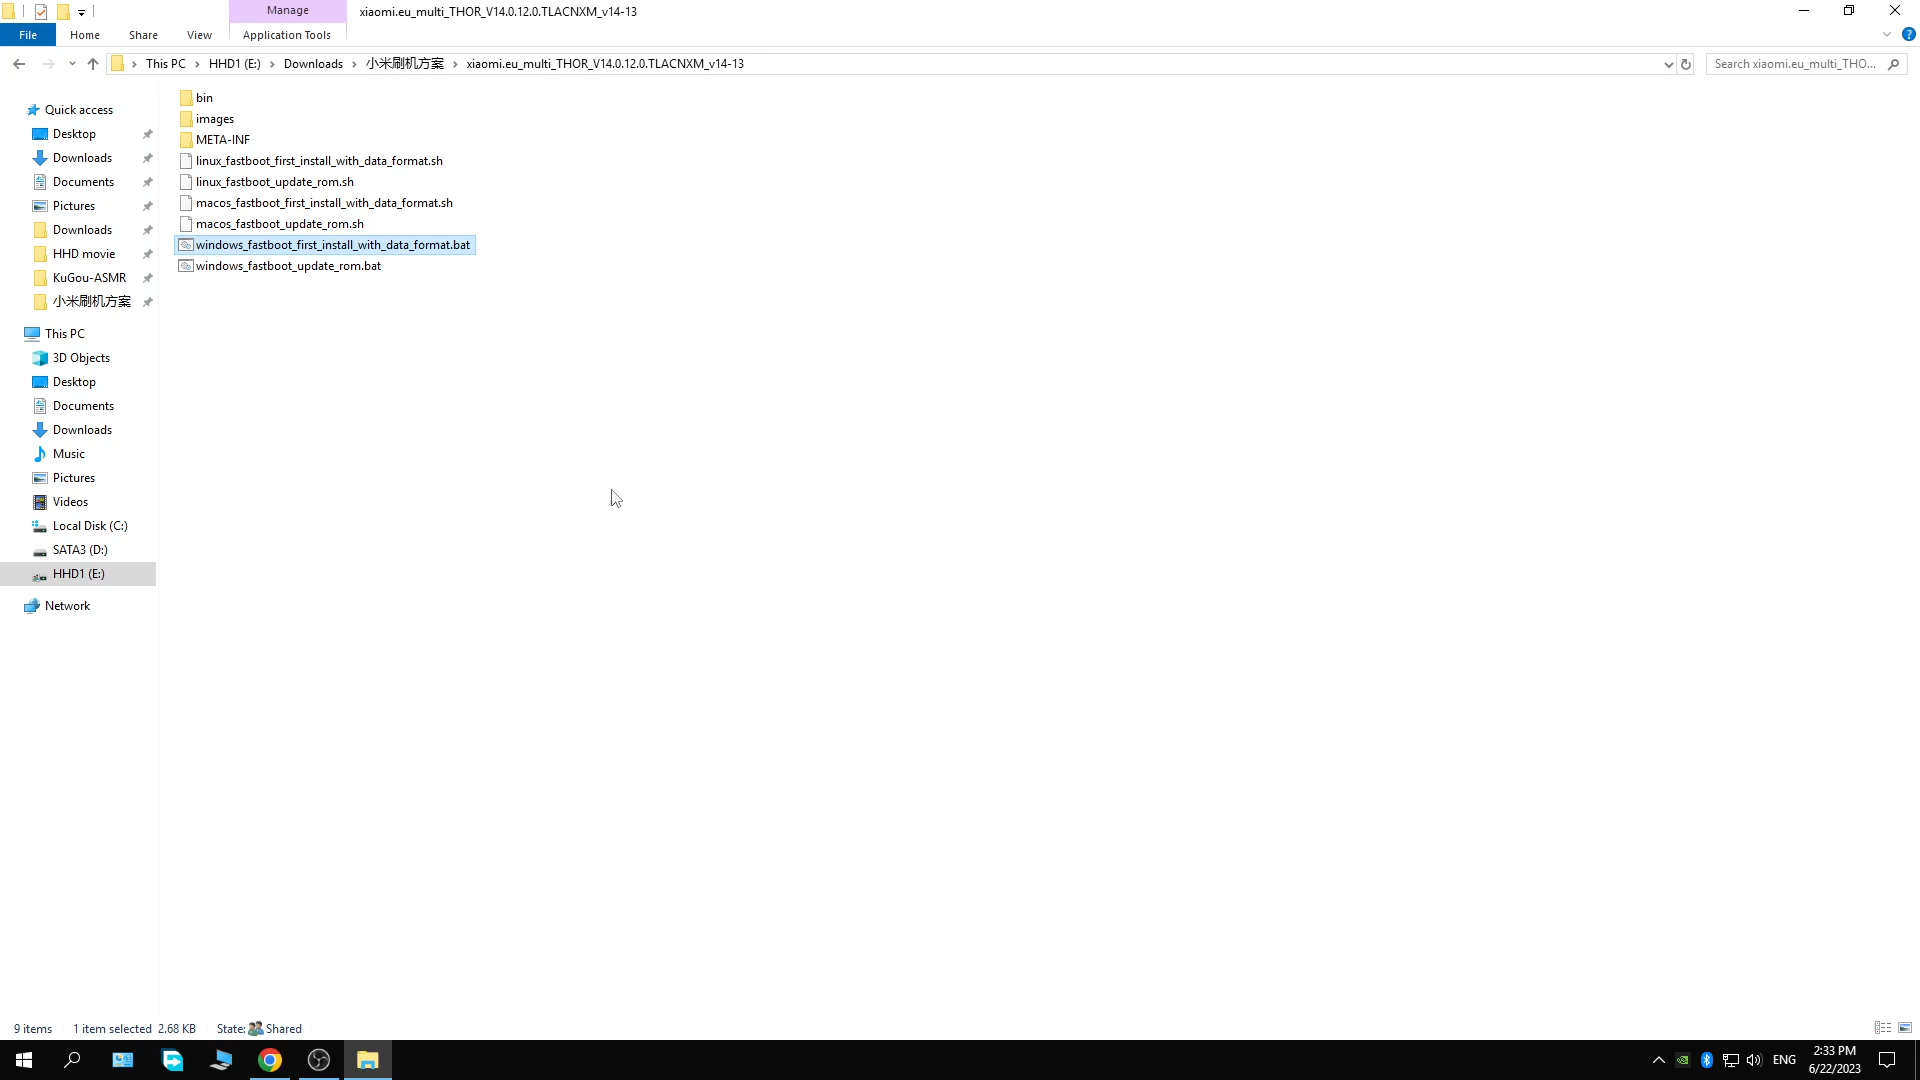 Manage
xiaomi.eu_multi_THOR_V14.0.12.0.TLACNXM_v14-13
File
Home
Share
View
Application Tools
This PC
HHD1 (E:)
Downloads
小米刷机方案
xiaomi.eu_multi_THOR_V14.0.12.0.TLACNXM_v14-13
Search xiaomi.eu_multi_THO...
Quick access
Desktop
Downloads
Documents
Pictures
Downloads
HHD movie
KuGou-ASMR
小米刷机方案
This PC
3D Objects
Desktop
Documents
Downloads
Music
Pictures
Videos
Local Disk (C:)
SATA3 (D:)
HHD1 (E:)
Network
bin
images
META-INF
linux_fastboot_first_install_with_data_format.sh
linux_fastboot_update_rom.sh
macos_fastboot_first_install_with_data_format.sh
macos_fastboot_update_rom.sh
windows_fastboot_first_install_with_data_format.bat
windows_fastboot_update_rom.bat
9 items
1 item selected 2.68 KB
State: Shared
ENG
2:33 PM
6/22/2023